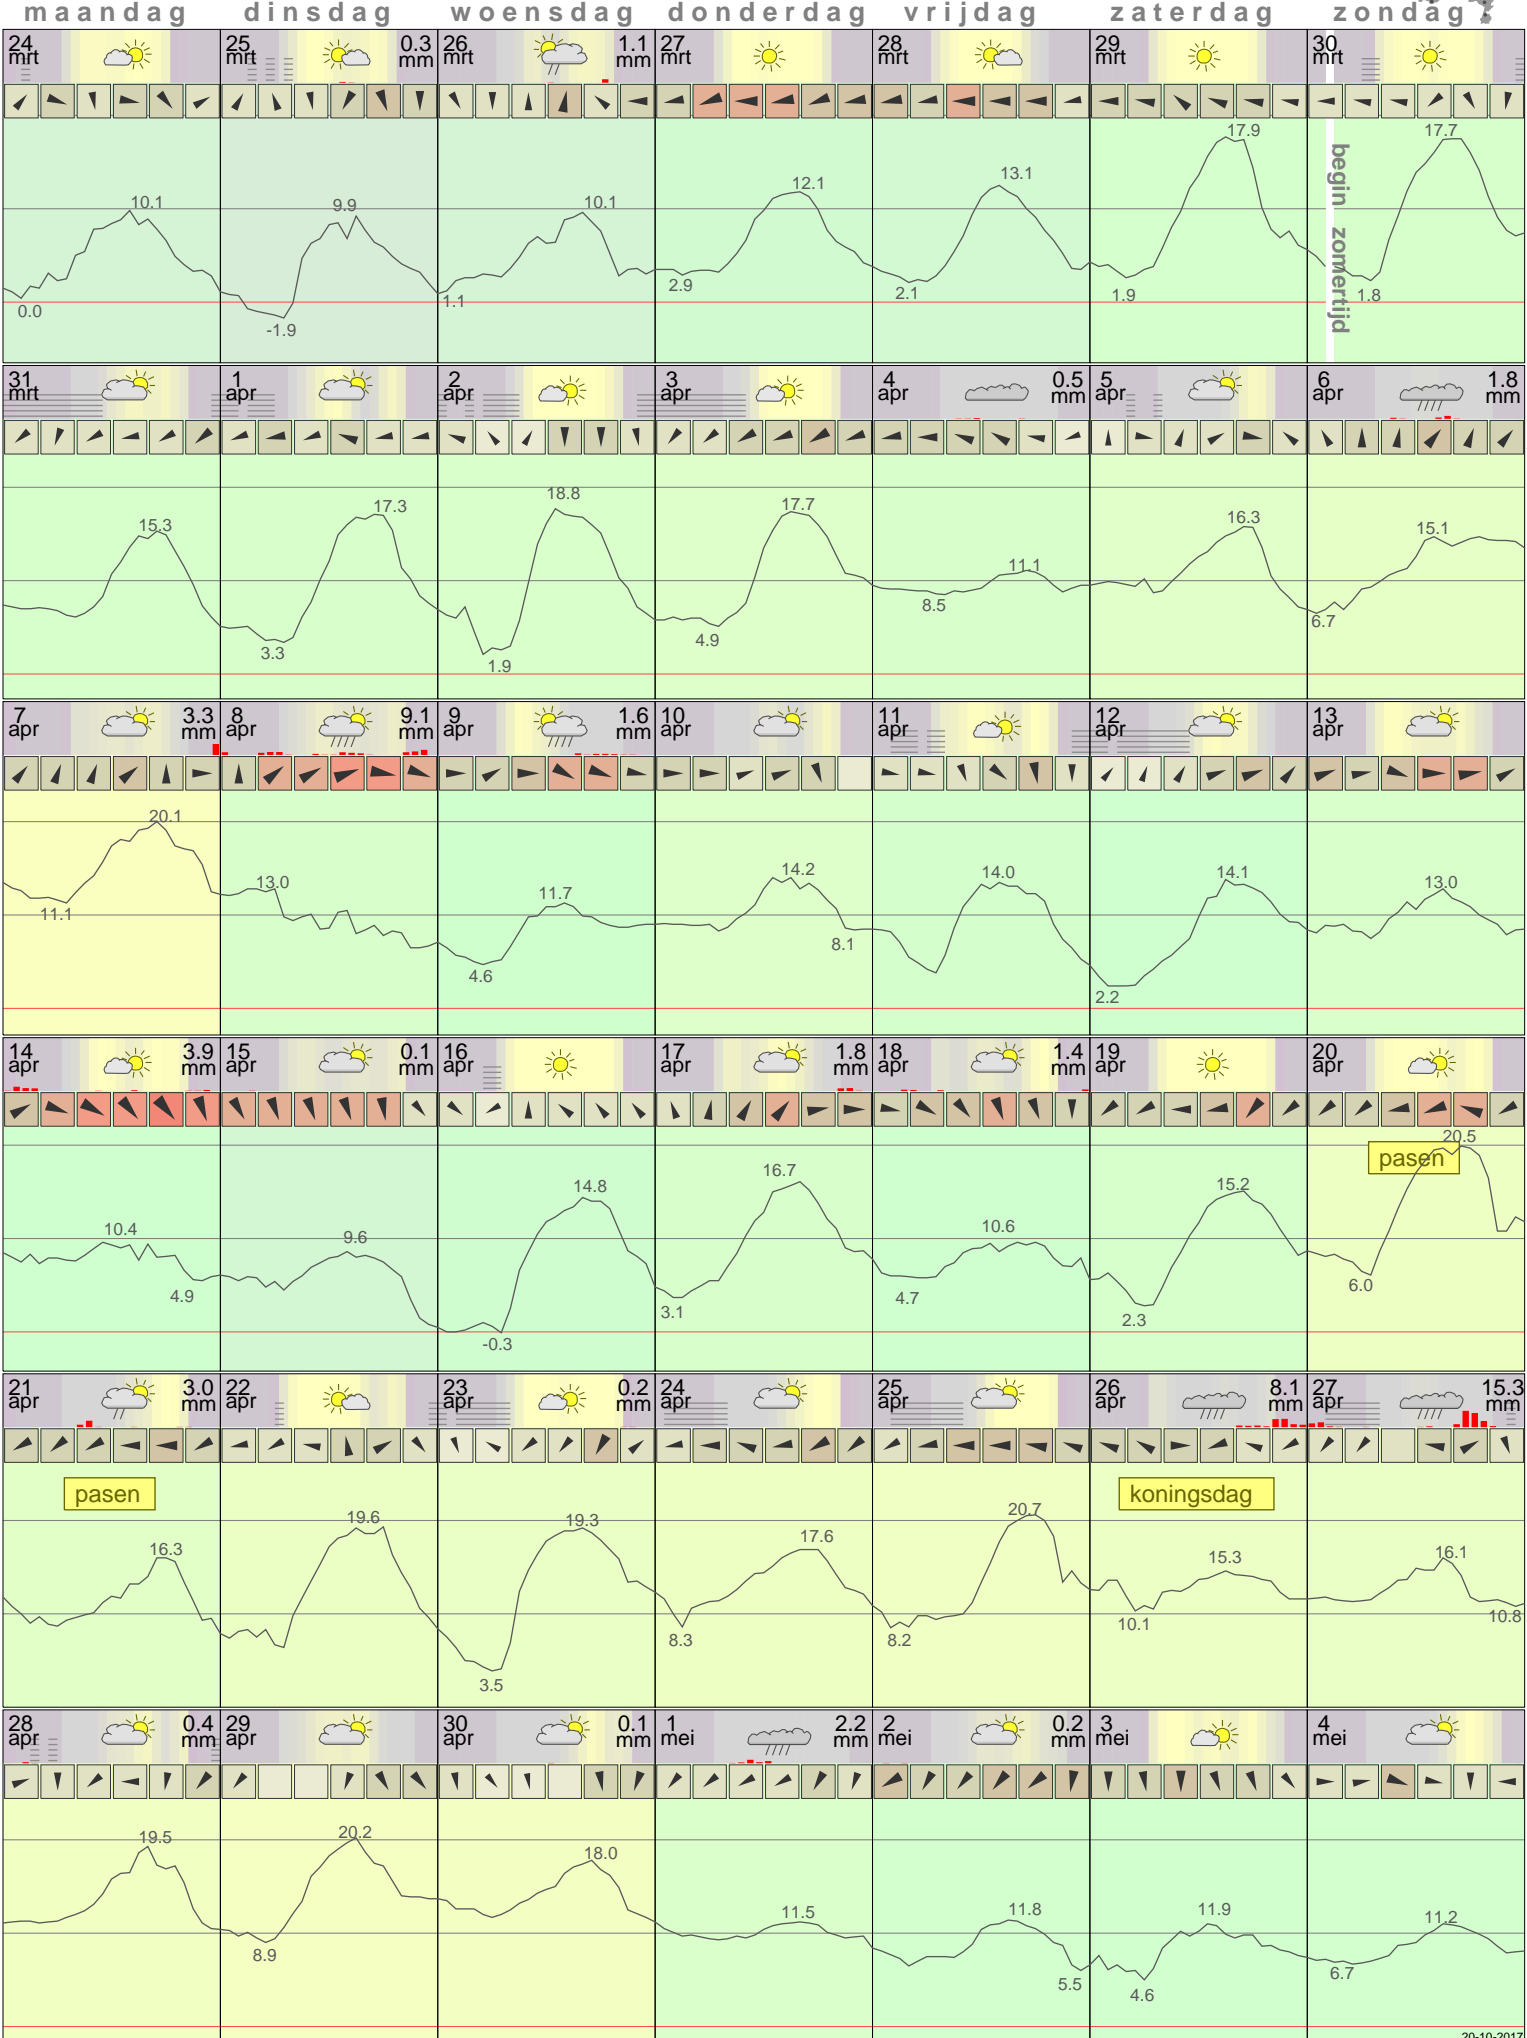 maandag dinsdag woensdag donderdag vrijdag zaterdag zondag
24 mrt 25 mrt 0.3 mm 26 mrt 1.1 mm 27 mrt 28 mrt 29 mrt 30 mrt
10.1 9.9 10.1 12.1 13.1 17.9 17.7
0.0 -1.9 1.1 2.9 2.1 1.9 1.8
begin zomertijd
31 mrt 1 apr 2 apr 3 apr 4 apr 0.5 mm 5 apr 6 apr 1.8 mm
15.3 17.3 18.8 17.7 11.1 16.3 15.1
3.3 1.9 4.9 8.5 6.7
7 apr 3.3 mm 8 apr 9.1 mm 9 apr 1.6 mm 10 apr 11 apr 12 apr 13 apr
20.1 13.0 11.7 14.2 14.0 14.1 13.0
11.1 4.6 8.1 2.2
14 apr 3.9 mm 15 apr 0.1 mm 16 apr 17 apr 1.8 mm 18 apr 1.4 mm 19 apr 20 apr
pasen
10.4 9.6 14.8 16.7 10.6 15.2 20.5
4.9 -0.3 3.1 4.7 2.3 6.0
21 apr 3.0 mm 22 apr 23 apr 0.2 mm 24 apr 25 apr 26 apr 8.1 mm 27 apr 15.3 mm
pasen koningsdag
16.3 19.6 19.3 17.6 20.7 15.3 16.1
3.5 8.3 8.2 10.1 10.8
28 apr 0.4 mm 29 apr 30 apr 0.1 mm 1 mei 2.2 mm 2 mei 0.2 mm 3 mei 4 mei
19.5 20.2 18.0 11.5 11.8 11.9 11.2
8.9 5.5 4.6 6.7
20-10-2017